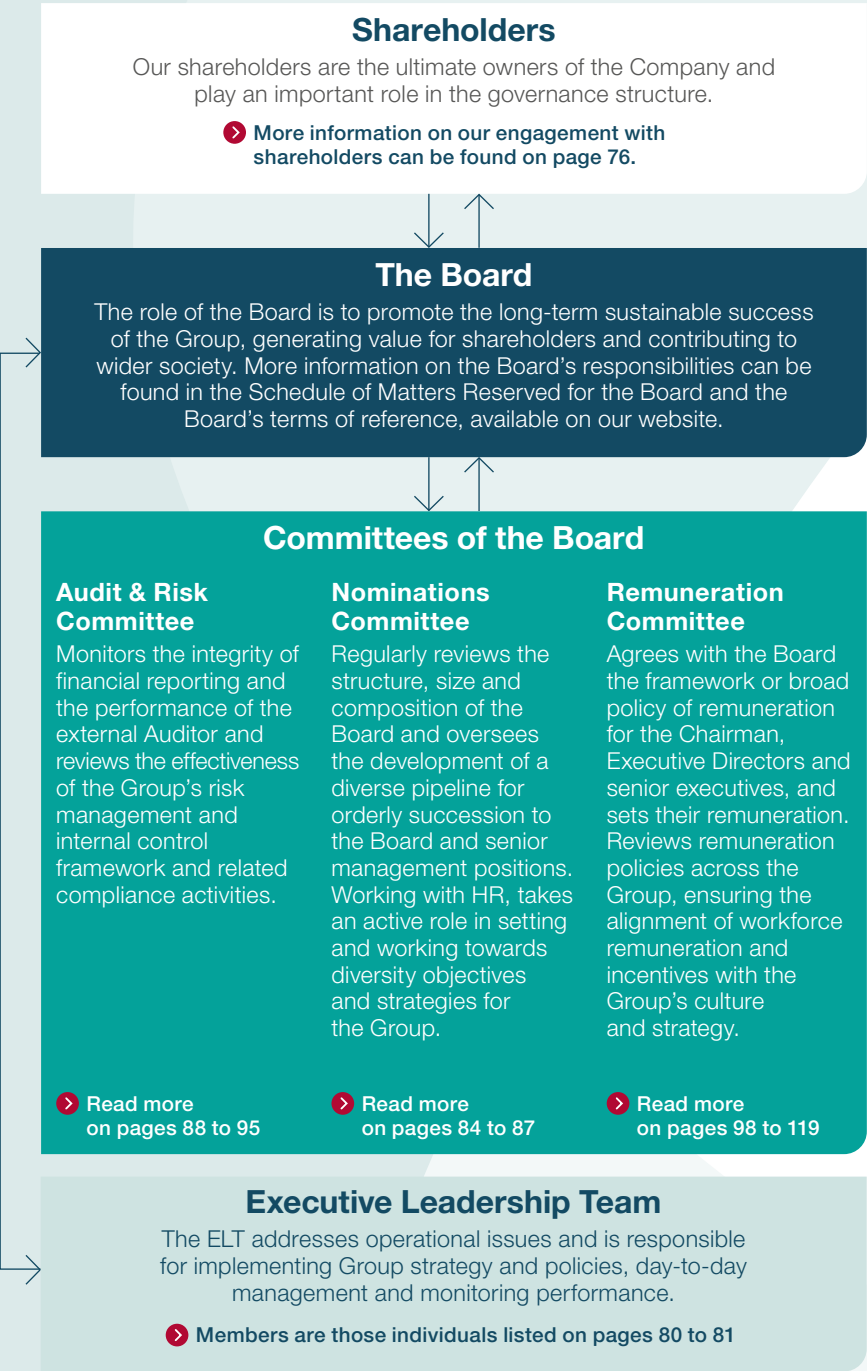 Shareholders
Our shareholders are the ultimate owners of the Company and
play an important role in the governance structure.
More information on our engagement with
shareholders can be found on page 76.
The Board
The role of the Board is to promote the long-term sustainable success
of the Group, generating value for shareholders and contributing to
wider society. More information on the Board’s responsibilities can be
found in the Schedule of Matters Reserved for the Board and the
Board’s terms of reference, available on our website.
Committees of the Board
Audit & Risk
Committee
Monitors the integrity of
financial reporting and
the performance of the
external Auditor and
reviews the effectiveness
of the Group’s risk
management and
internal control
framework and related
compliance activities.
Read more
on pages 88 to 95
Nominations
Committee
Regularly reviews the
structure, size and
composition of the
Board and oversees
the development of a
diverse pipeline for
orderly succession to
the Board and senior
management positions.
Working with HR, takes
an active role in setting
and working towards
diversity objectives
and strategies for
the Group.
Read more
on pages 84 to 87
Remuneration
Committee
Agrees with the Board
the framework or broad
policy of remuneration
for the Chairman,
Executive Directors and
senior executives, and
sets their remuneration.
Reviews remuneration
policies across the
Group, ensuring the
alignment of workforce
remuneration and
incentives with the
Group’s culture
and strategy.
Read more
on pages 98 to 119
Executive Leadership Team
The ELT addresses operational issues and is responsible
for implementing Group strategy and policies, day-to-day
management and monitoring performance.
Members are those individuals listed on pages 80 to 81